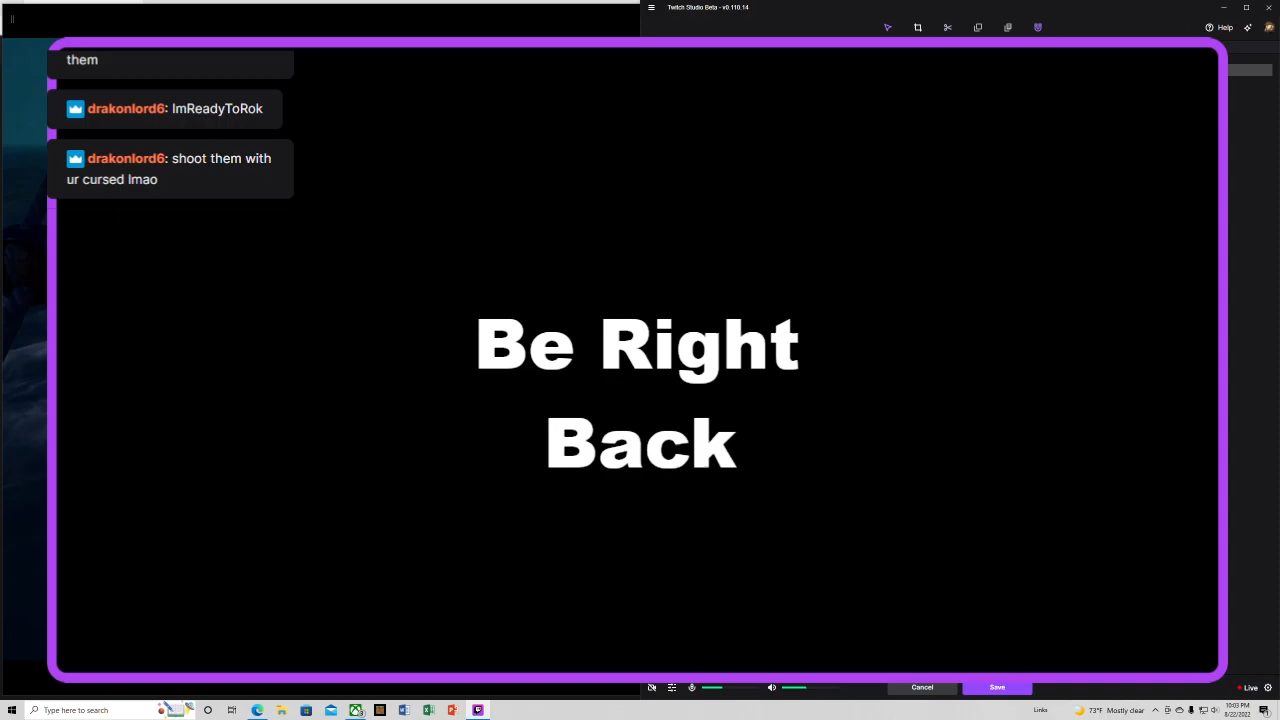 Twitch Studio Beta - v0.110.14
Help
them
drakonlord6: ImReadyToRok
drakonlord6: shoot them with
ur cursed lmao
Be Right
Back
Cancel
Save
Live
Type here to search
Links
73°F Mostly clear
10:03 PM
8/22/2022